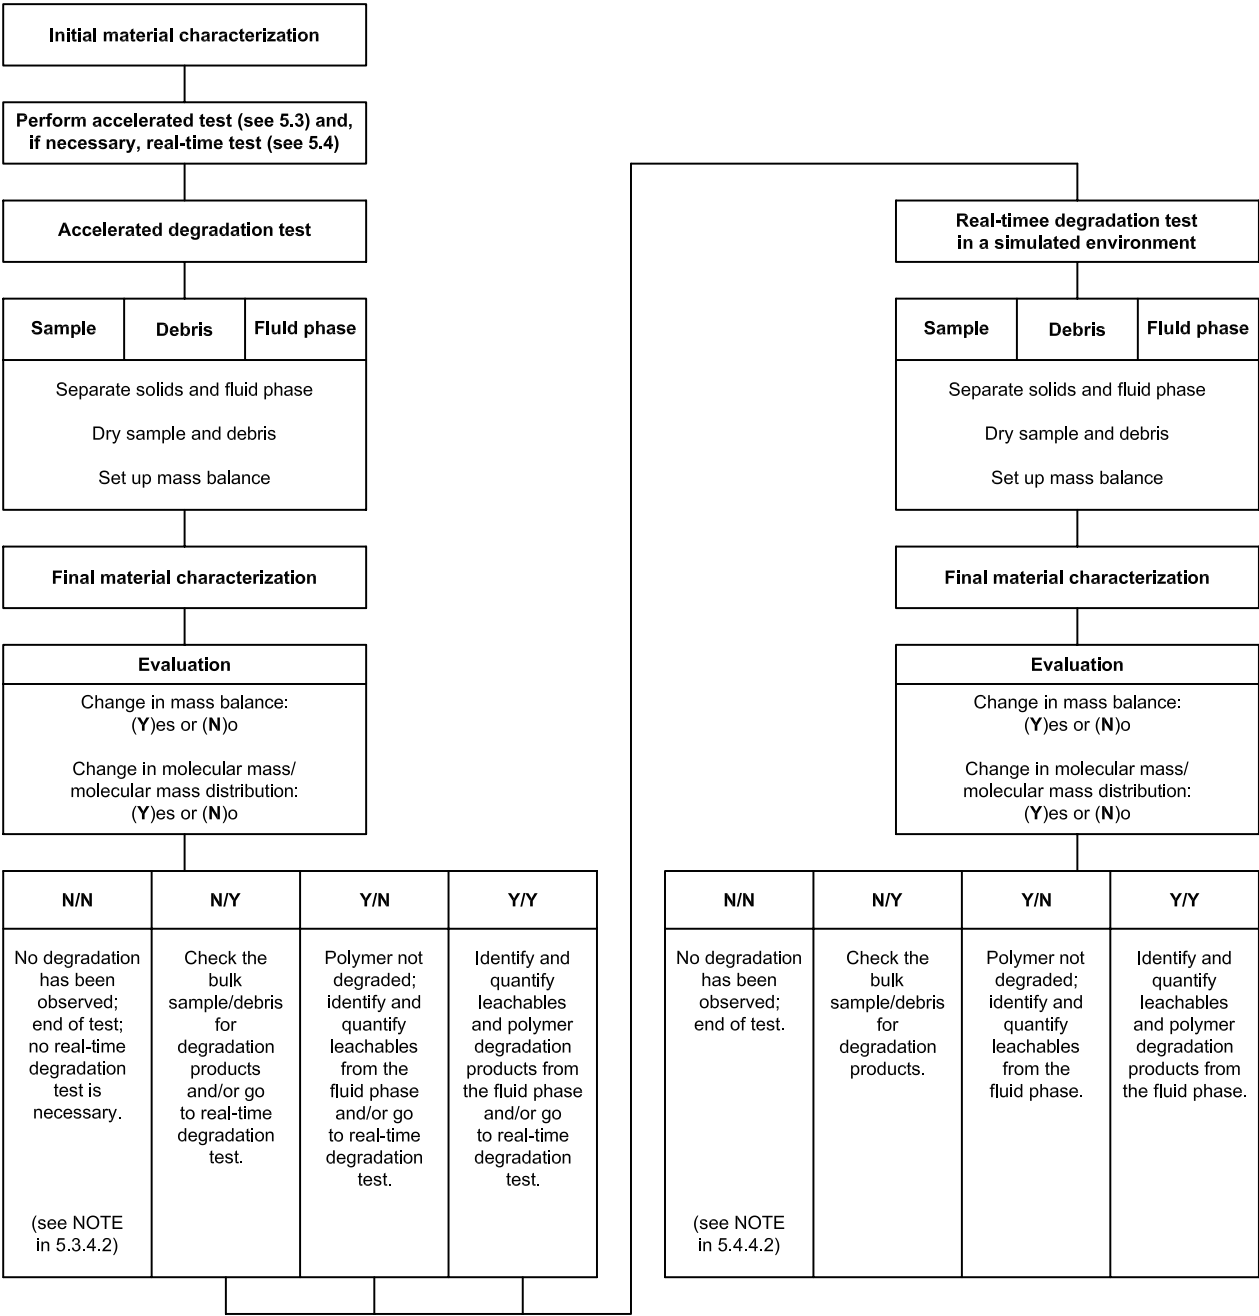 Initial material characterization
Perform accelerated test (see 5.3) and,
if necessary, real-time test (see 5.4)
Accelerated degradation test
Sample
Debris
Fluid phase
Separate solids and fluid phase
Dry sample and debris
Set up mass balance
Final material characterization
Evaluation
Change in mass balance:
(Y)es or (N)o
Change in molecular mass/
molecular mass distribution:
(Y)es or (N)o
N/N
No degradation
has been
observed;
end of test;
no real-time
degradation
test is
necessary.
(see NOTE
in 5.3.4.2)
N/Y
Check the
bulk
sample/debris
for
degradation
products
and/or go
to real-time
degradation
test.
Y/N
Polymer not
degraded;
identify and
quantify
leachables
from the
fluid phase
and/or go
to real-time
degradation
test.
Y/Y
Identify and
quantify
leachables
and polymer
degradation
products from
the fluid phase
and/or go
to real-time
degradation
test.
Real-timee degradation test
in a simulated environment
Sample
Debris
Fluid phase
Separate solids and fluid phase
Dry sample and debris
Set up mass balance
Final material characterization
Evaluation
Change in mass balance:
(Y)es or (N)o
Change in molecular mass/
molecular mass distribution:
(Y)es or (N)o
N/N
No degradation
has been
observed;
end of test.
(see NOTE
in 5.4.4.2)
N/Y
Check the
bulk
sample/debris
for
degradation
products.
Y/N
Polymer not
degraded;
identify and
quantify
leachables
from the
fluid phase.
Y/Y
Identify and
quantify
leachables
and polymer
degradation
products from
the fluid phase.